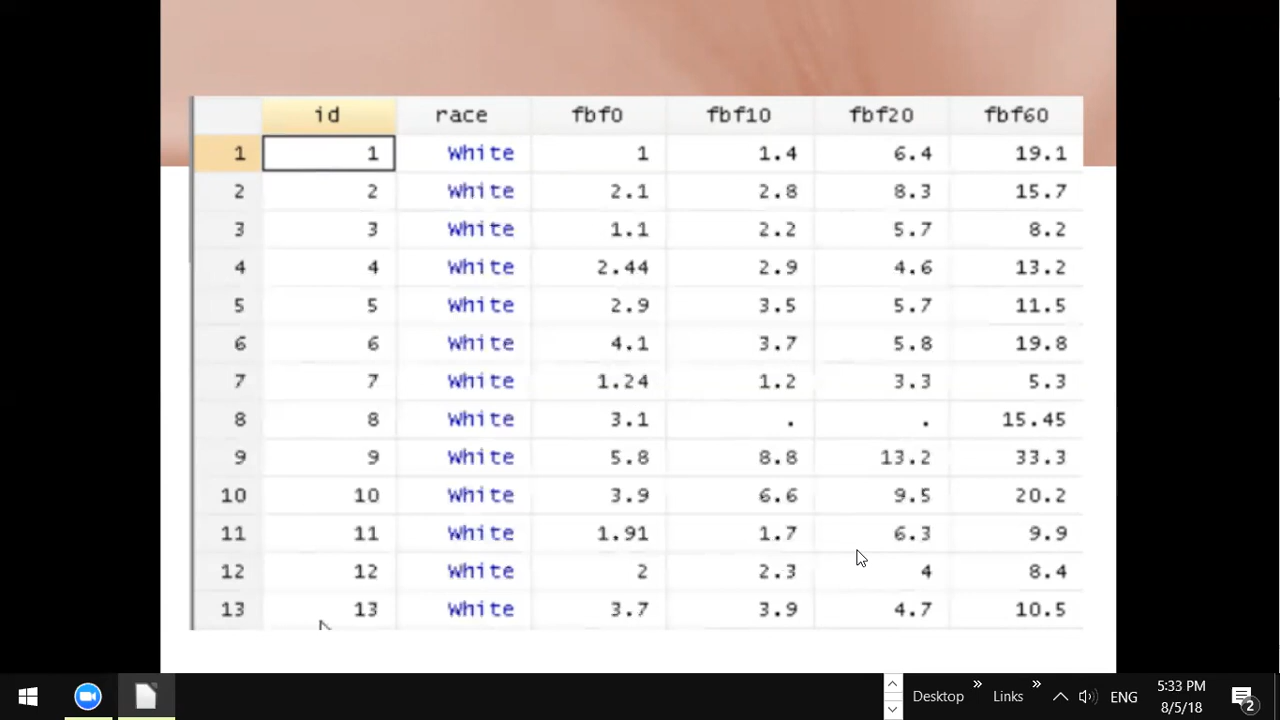 id race fbf0 fbf10 fbf20 fbf60
1 1 White 1 1.4 6.4 19.1
2 2 White 2.1 2.8 8.3 15.7
3 3 White 1.1 2.2 5.7 8.2
4 4 White 2.44 2.9 4.6 13.2
5 5 White 2.9 3.5 5.7 11.5
6 6 White 4.1 3.7 5.8 19.8
7 7 White 1.24 1.2 3.3 5.3
8 8 White 3.1 . . 15.45
9 9 White 5.8 8.8 13.2 33.3
10 10 White 3.9 6.6 9.5 20.2
11 11 White 1.91 1.7 6.3 9.9
12 12 White 2 2.3 4 8.4
13 13 White 3.7 3.9 4.7 10.5
Desktop » Links » ENG 5:33 PM
8/5/18 2